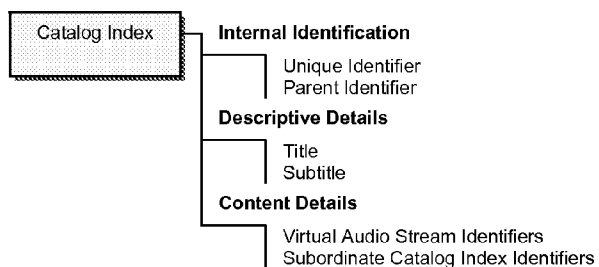 Catalog Index
Internal Identification
Unique Identifier
Parent Identifier
Descriptive Details
Title
Subtitle
Content Details
Virtual Audio Stream Identifiers
Subordinate Catalog Index Identifiers